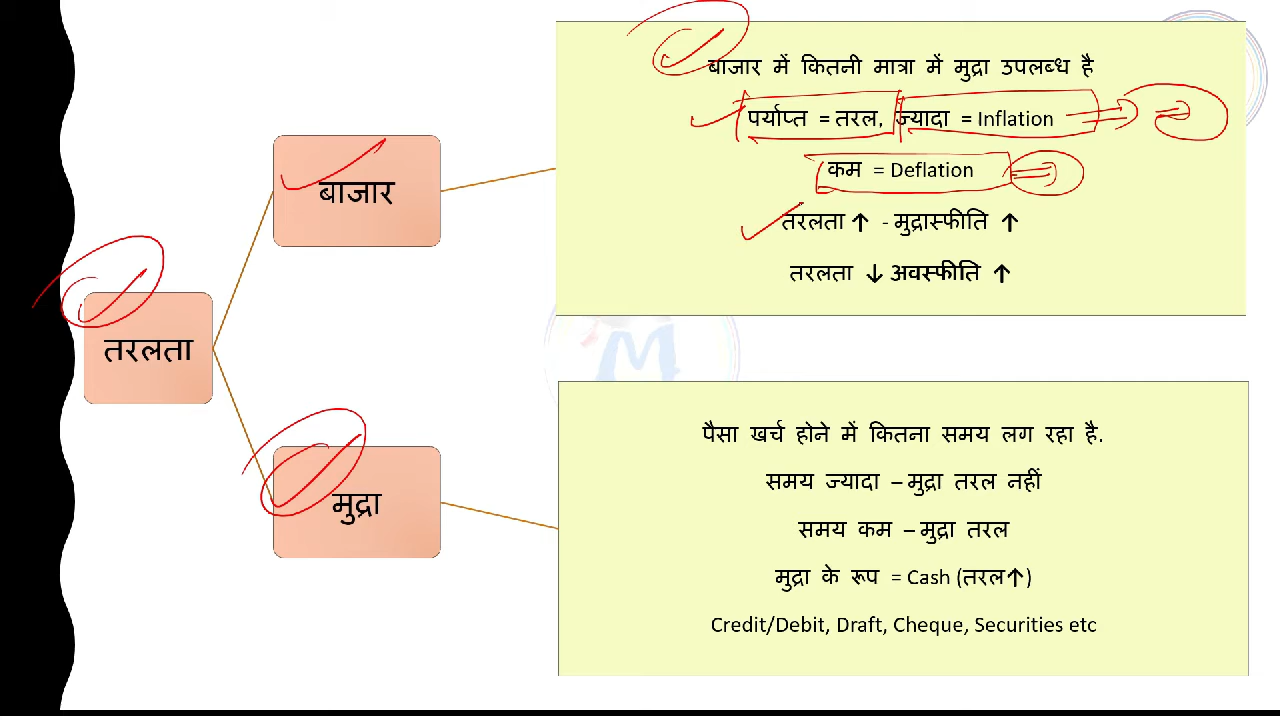 तरलता
बाजार
बाजार में कितनी मात्रा में मुद्रा उपलब्ध है
पर्याप्त = तरल, ज्यादा = Inflation
कम = Deflation
तरलता ↑ - मुद्रास्फीति ↑
तरलता ↓ अवस्फीति ↑
मुद्रा
पैसा खर्च होने में कितना समय लग रहा है.
समय ज्यादा – मुद्रा तरल नहीं
समय कम – मुद्रा तरल
मुद्रा के रूप = Cash (तरल↑)
Credit/Debit, Draft, Cheque, Securities etc
M